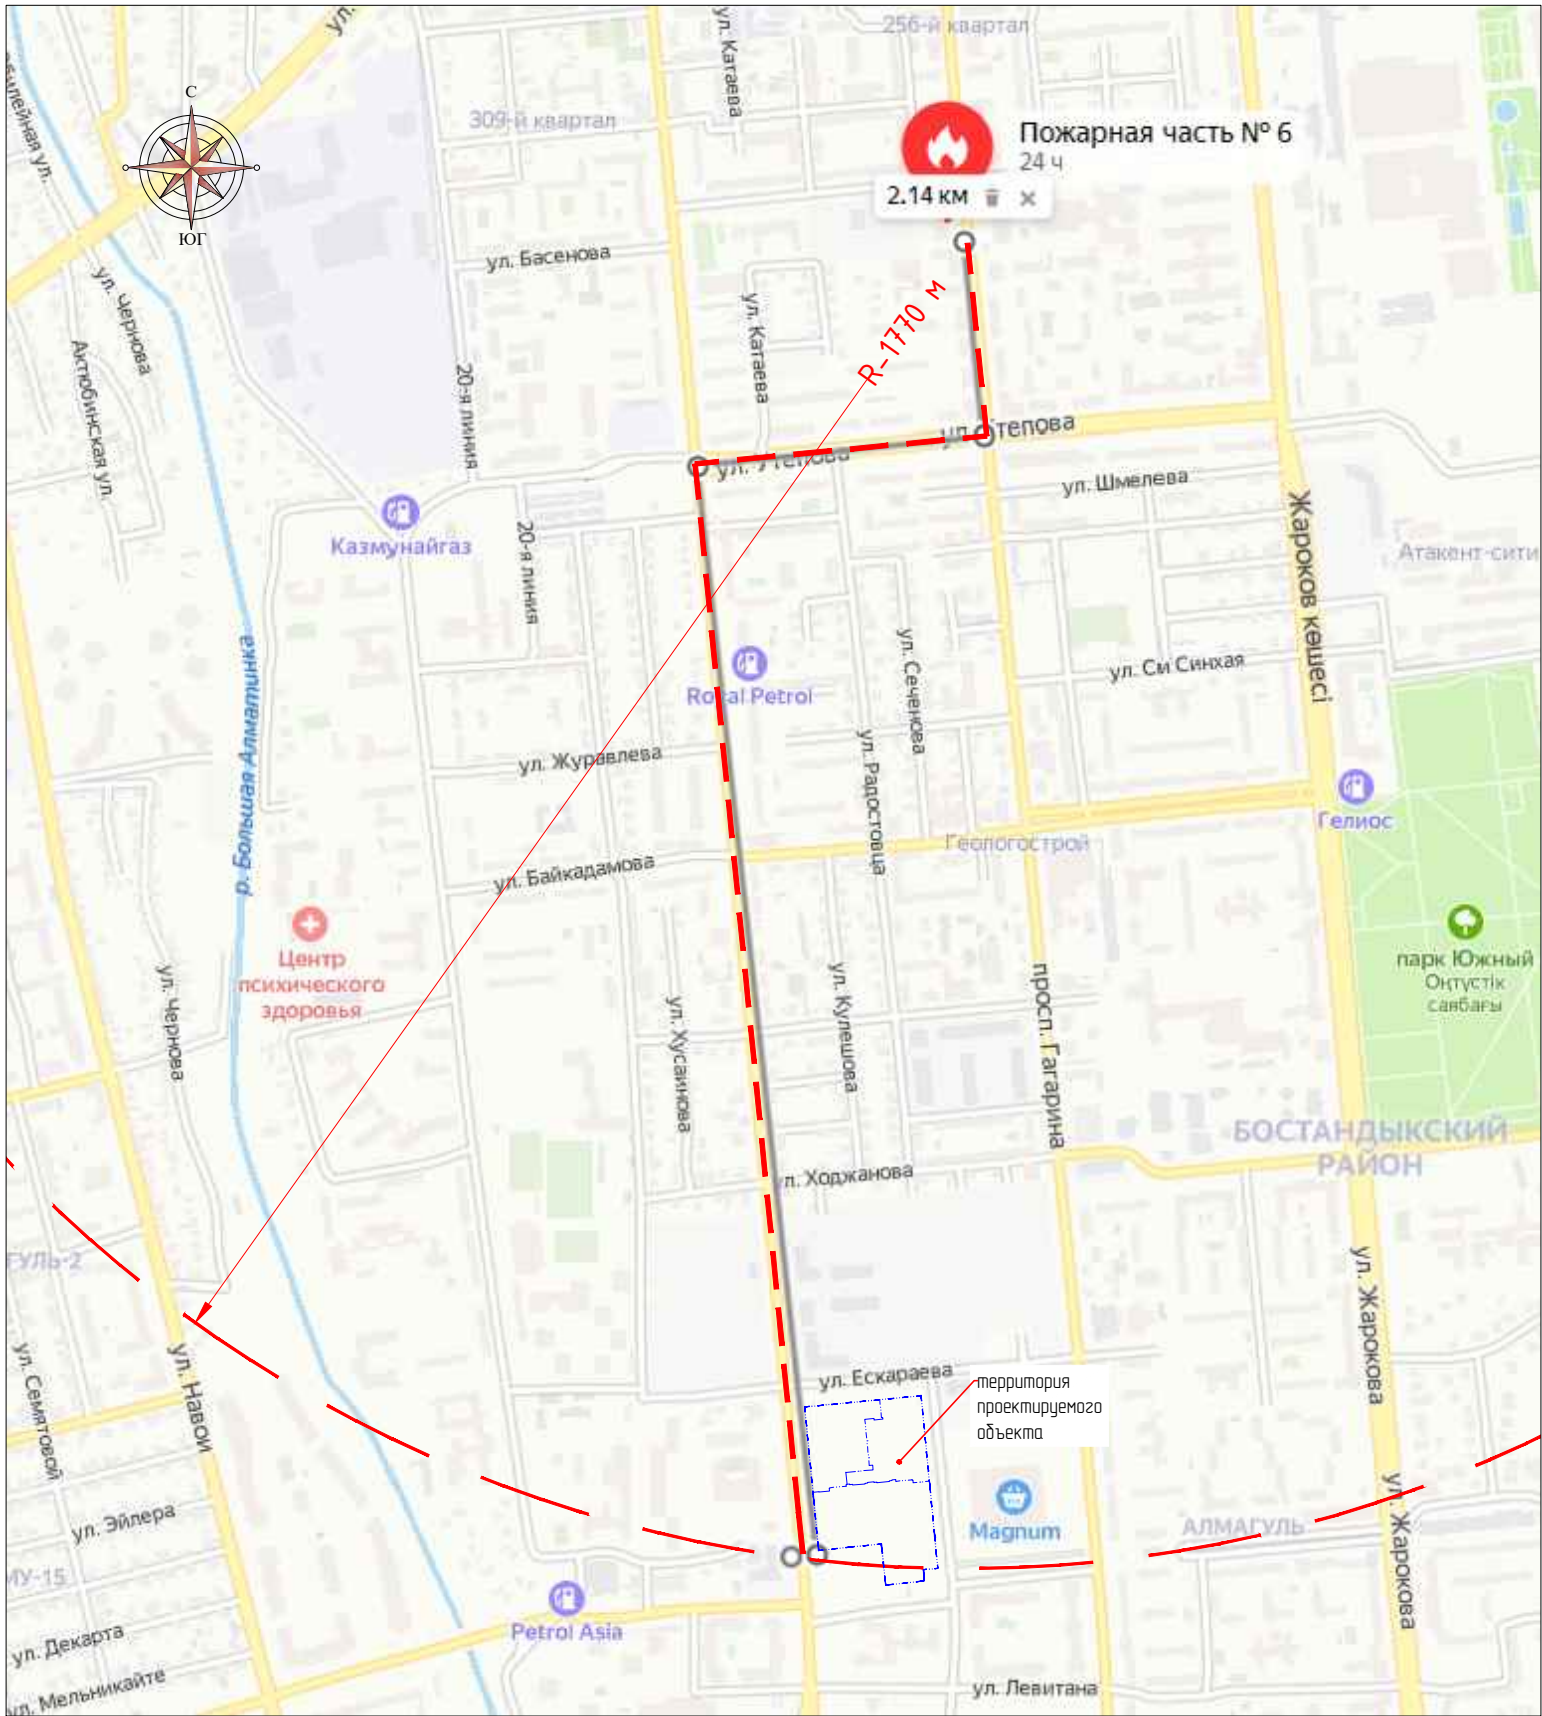 ул.
ул. Катаева
256-й квартал
С
309-й квартал
Пожарная часть № 6
24 ч
2.14 км
ЮГ
ул. Басенова
ул. Чернова
ул. Катаева
R-1770 м
Актюбинская ул.
20-я линия
ул. Утепова
ул. Шмелева
Казмунайгаз
20-я линия
Жароков көшесі
Атакент-сити
р. Большая Алматинка
ул. Сеченова
ул. Си Синхая
Royal Petrol
ул. Журавлева
ул. Радостовца
Гелиос
Геологострой
ул. Байкадамова
Центр
психического
здоровья
ул. Чернова
ул. Хусаинова
ул. Кулешова
просп. Гагарина
парк Южный
Оңтүстік
саябағы
БОСТАНДЫКСКИЙ
РАЙОН
ул. Ходжанова
ГУЛЬ-2
ул. Жарокова
ул. Семятовой
ул. Навои
ул. Ескараева
территория
проектируемого
объекта
Magnum
АЛМАГУЛЬ
ул. Жарокова
ул. Эйлера
МУ-15
Petrol Asia
ул. Декарта
ул. Мельникайте
ул. Левитана